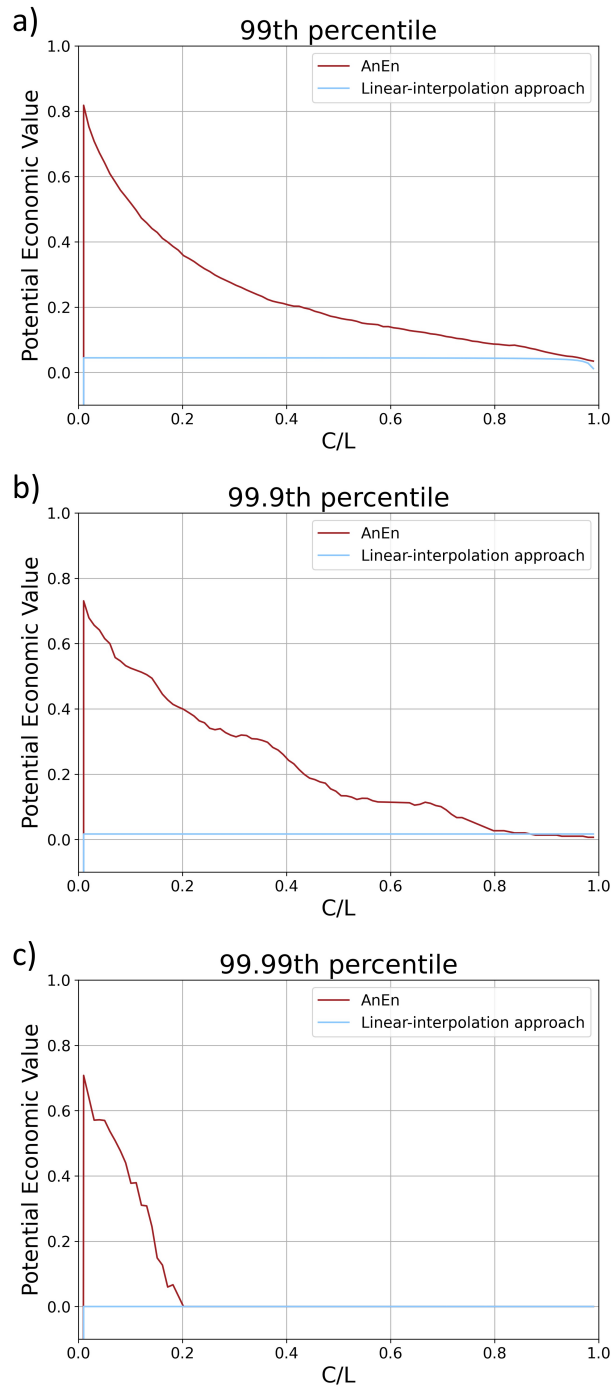 a)
99th percentile
1.0
0.8
0.6
0.4
0.2
0.0
Potential Economic Value
AnEn
Linear-interpolation approach
0.0 0.2 0.4 0.6 0.8 1.0
C/L
b)
99.9th percentile
1.0
0.8
0.6
0.4
0.2
0.0
Potential Economic Value
AnEn
Linear-interpolation approach
0.0 0.2 0.4 0.6 0.8 1.0
C/L
c)
99.99th percentile
1.0
0.8
0.6
0.4
0.2
0.0
Potential Economic Value
AnEn
Linear-interpolation approach
0.0 0.2 0.4 0.6 0.8 1.0
C/L